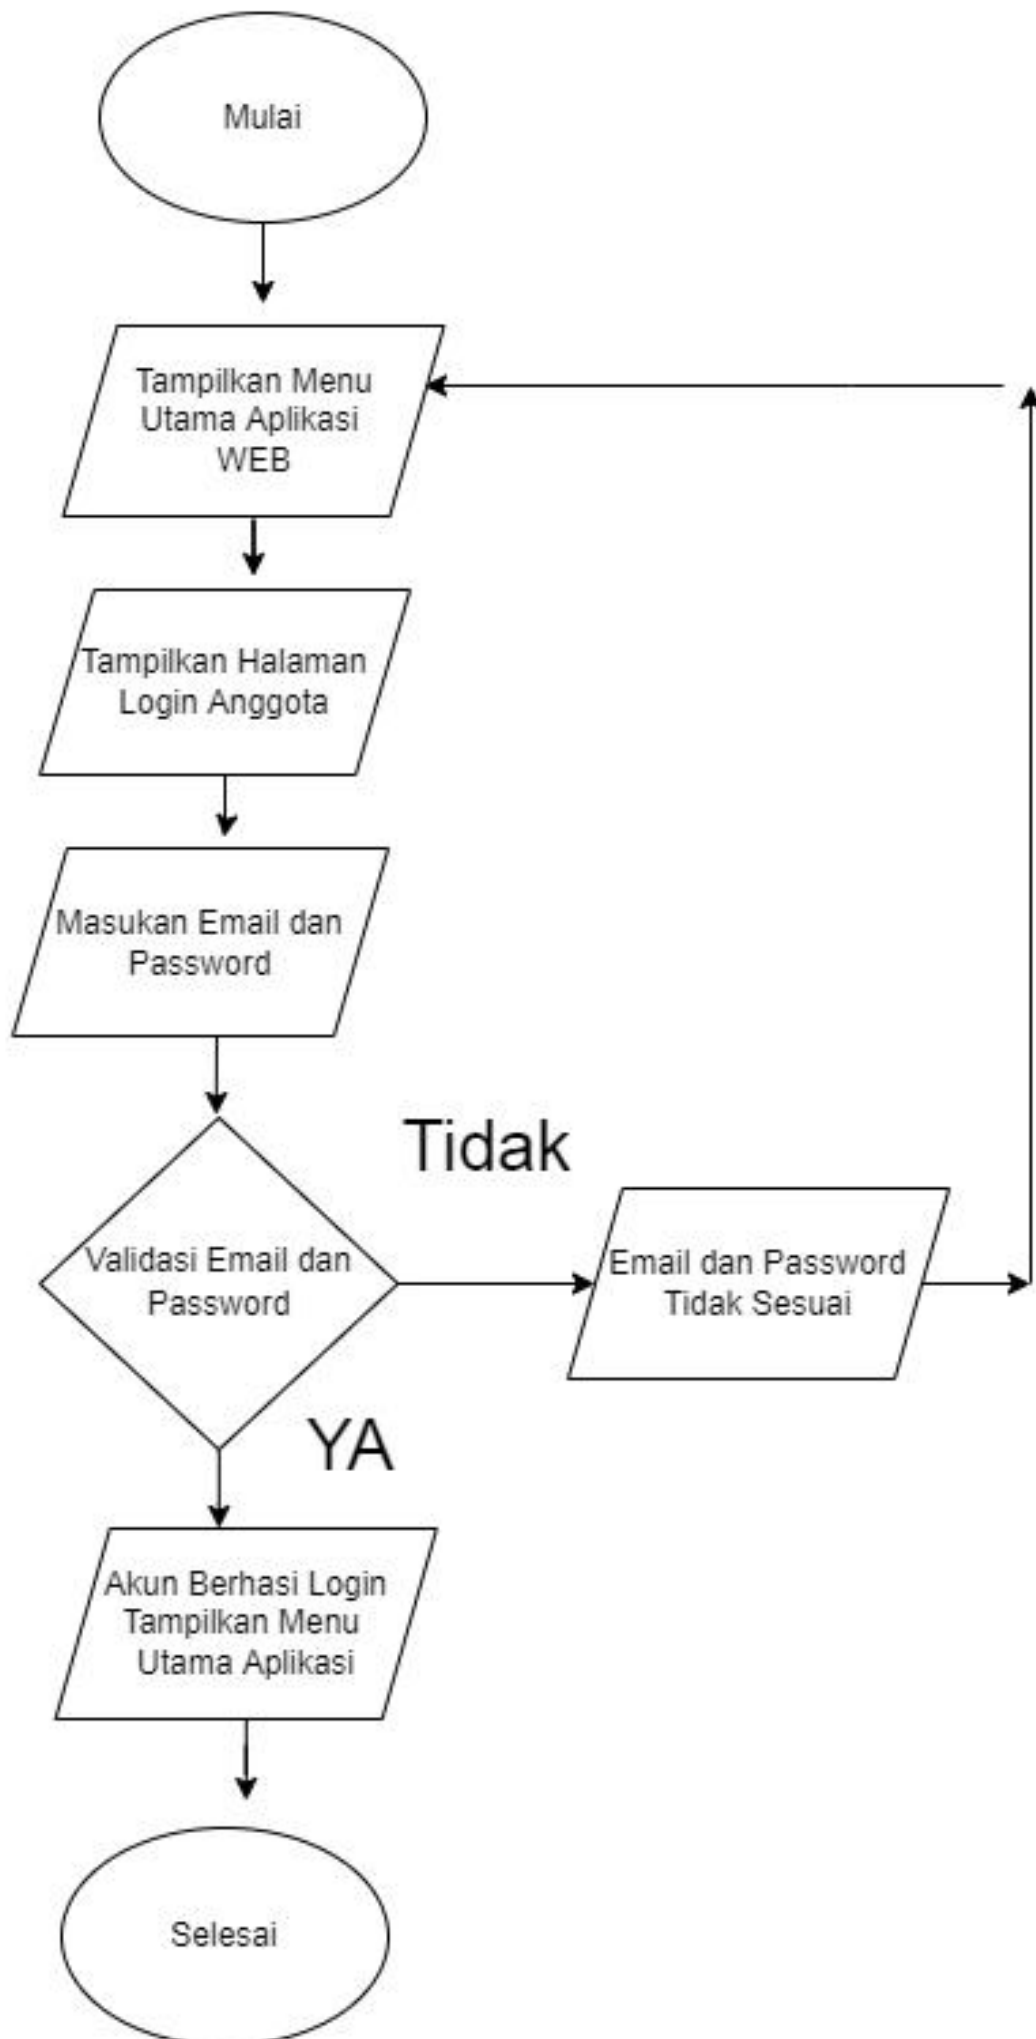 Mulai
Tampilkan Menu
Utama Aplikasi
WEB
Tampilkan Halaman
Login Anggota
Masukan Email dan
Password
Tidak
Validasi Email dan
Password
Email dan Password
Tidak Sesuai
YA
Akun Berhasi Login
Tampilkan Menu
Utama Aplikasi
Selesai